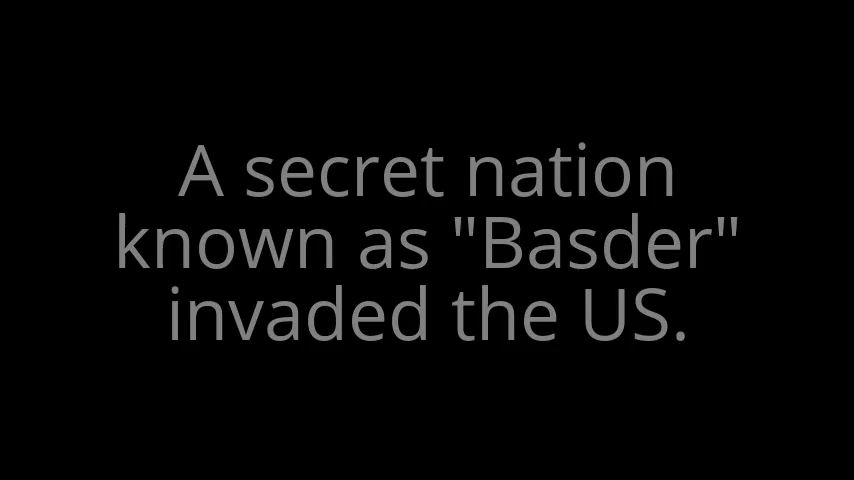 A secret nation
known as "Basder"
invaded the US.